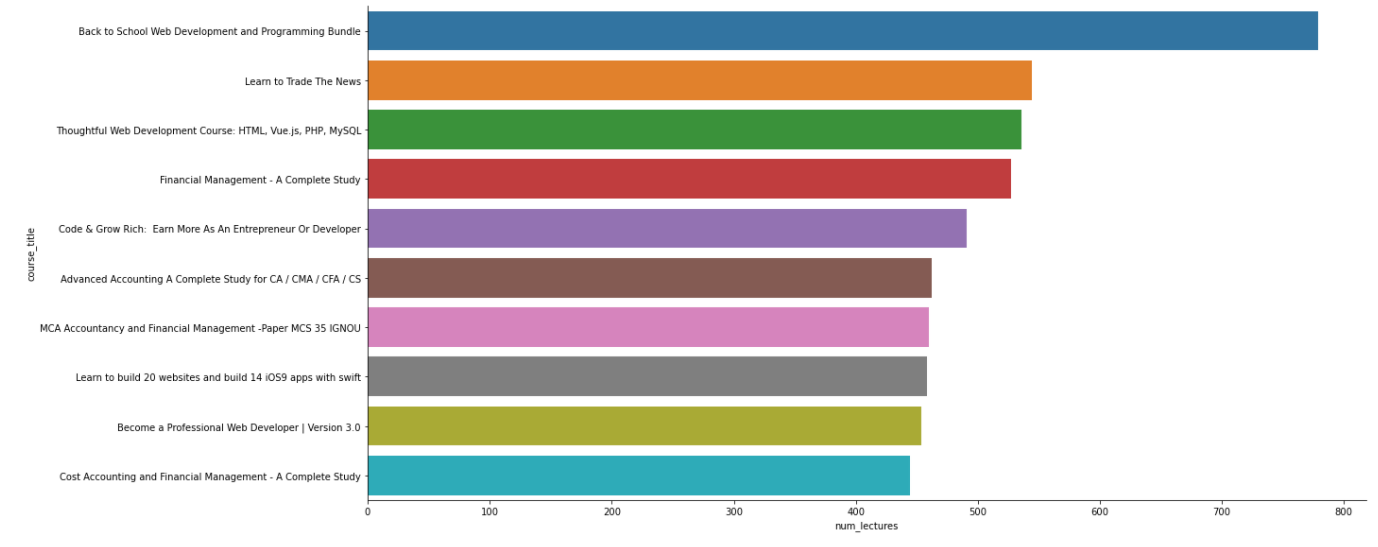 Back to School Web Development and Programming Bundle
Learn to Trade The News
Thoughtful Web Development Course: HTML, Vue.js, PHP, MySQL
Financial Management - A Complete Study
Code & Grow Rich:  Earn More As An Entrepreneur Or Developer
Advanced Accounting A Complete Study for CA / CMA / CFA / CS
MCA Accountancy and Financial Management -Paper MCS 35 IGNOU
Learn to build 20 websites and build 14 iOS9 apps with swift
Become a Professional Web Developer | Version 3.0
Cost Accounting and Financial Management - A Complete Study
course_title
0 100 200 300 400 500 600 700 800
num_lectures